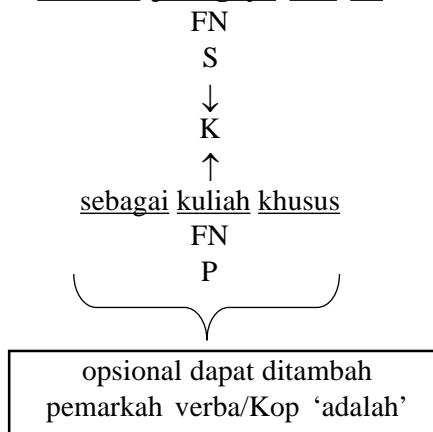 FN
S
↓
K
↑
sebagai kuliah khusus
FN
P
opsional dapat ditambah
pemarkah verba/Kop ‘adalah’